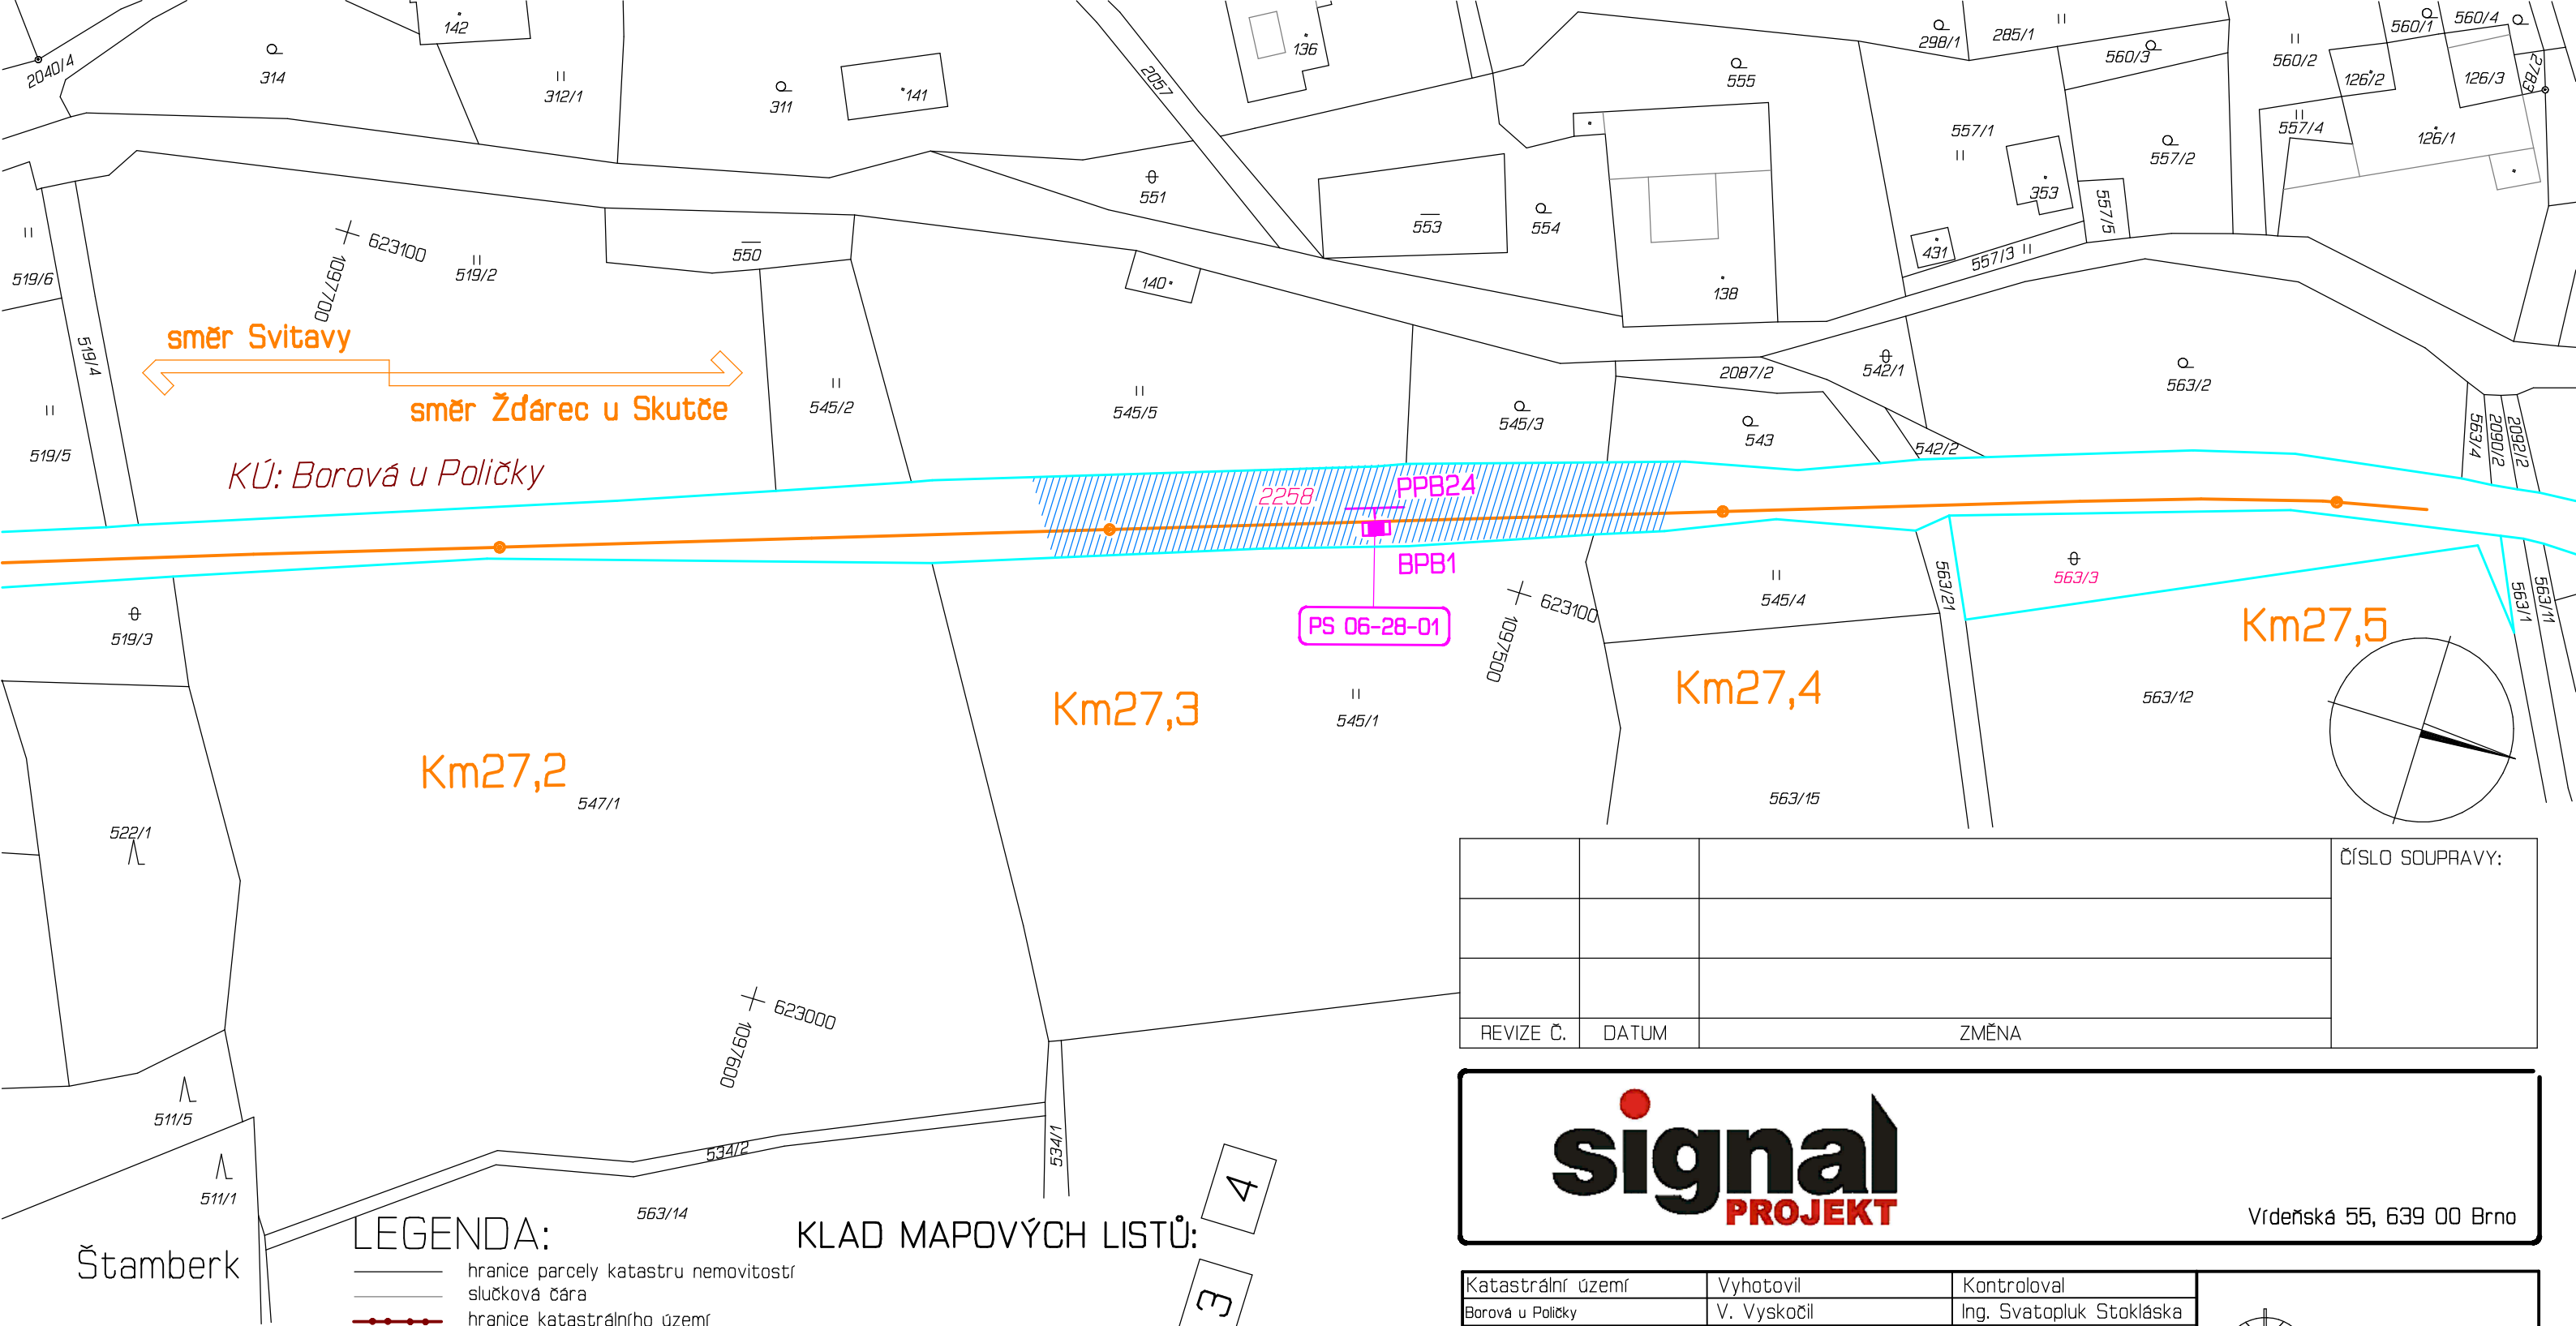 142
136
298/1
285/1
560/1
560/4
2040/4
314
312/1
311
141
2057
555
560/3
560/2
126/2
126/3
2783
557/1
557/4
557/2
126/1
551
553
554
353
557/5
519/6
623100
1097700
519/2
550
140
138
431
557/3
směr Svitavy
519/4
směr Žďárec u Skutče
545/2
545/5
545/3
2087/2
542/1
563/2
543
542/2
563/4
2090/2
2092/2
519/5
KÚ: Borová u Poličky
2258
PPB24
BPB1
519/3
PS 06-28-01
623100
1097500
545/4
563/21
563/3
563/1
563/11
Km27,2
Km27,3
Km27,4
Km27,5
545/1
563/12
547/1
563/15
522/1
ČÍSLO SOUPRAVY:
623000
1097600
REVIZE Č.
DATUM
ZMĚNA
511/5
534/2
534/1
511/1
563/14
4
3
signal
PROJEKT
Vídeňská 55, 639 00 Brno
Štamberk
LEGENDA:
KLAD MAPOVÝCH LISTŮ:
hranice parcely katastru nemovitostí
slučková čára
hranice katastrálního území
Katastrální území
Vyhotovil
Kontroloval
Borová u Poličky
V. Vyskočil
Ing. Svatopluk Stokláska